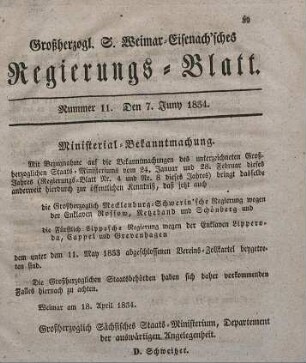 89
Großherzogl. S. Weimar-Eisenach'sches
Regierungs-Blatt.
Nummer 11. Den 7. Juny 1834.
Ministerial-Bekanntmachung.
Mit Bezugnahme auf die Bekanntmachungen des unterzeichneten Groß-
herzoglichen Staats-Ministeriums vom 24. Januar und 28. Februar dieses
Jahres (Regierungs-Blatt Nr. 4 und Nr. 8 dieses Jahres) bringt dasselbe
anderweit hierdurch zur öffentlichen Kenntniß, daß jetzt auch
die Großherzoglich Mecklenburg-Schwerin'sche Regierung wegen
der Enklaven Rossow, Netzeband und Schönberg und
die Fürstlich Lippesche Regierung wegen der Enklaven Lippero-
da, Cappel und Grevenhagen
dem unter dem 11. May 1833 abgeschlossenen Vereins-Zollkartel beygetre-
ten sind.
Die Großherzoglichen Staatsbehörden haben sich daher vorkommenden
Falles hiernach zu achten.
Weimar am 18. April 1834.
Großherzoglich Sächsisches Staats-Ministerium, Departement
der auswärtigen Angelegenheit.
D. Schweitzer.